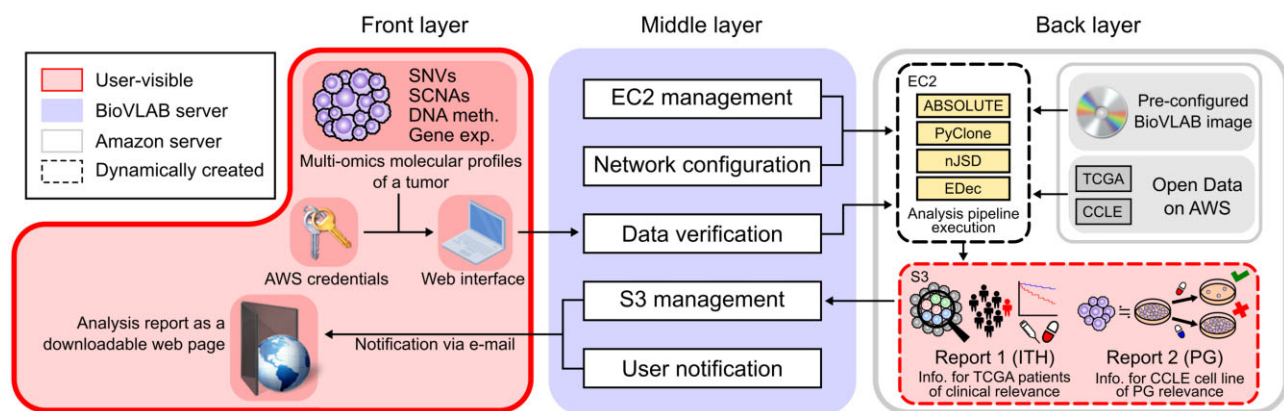 Front layer
Middle layer
Back layer
User-visible
BioVLAB server
Amazon server
Dynamically created
SNVs
SCNAs
DNA meth.
Gene exp.
Multi-omics molecular profiles
of a tumor
AWS credentials
Web interface
Analysis report as a
downloadable web page
Notification via e-mail
EC2 management
Network configuration
Data verification
S3 management
User notification
EC2
ABSOLUTE
PyClone
nJSD
EDec
Analysis pipeline
execution
Pre-configured
BioVLAB image
TCGA
CCLE
Open Data
on AWS
S3
Report 1 (ITH)
Info. for TCGA patients
of clinical relevance
Report 2 (PG)
Info. for CCLE cell line
of PG relevance